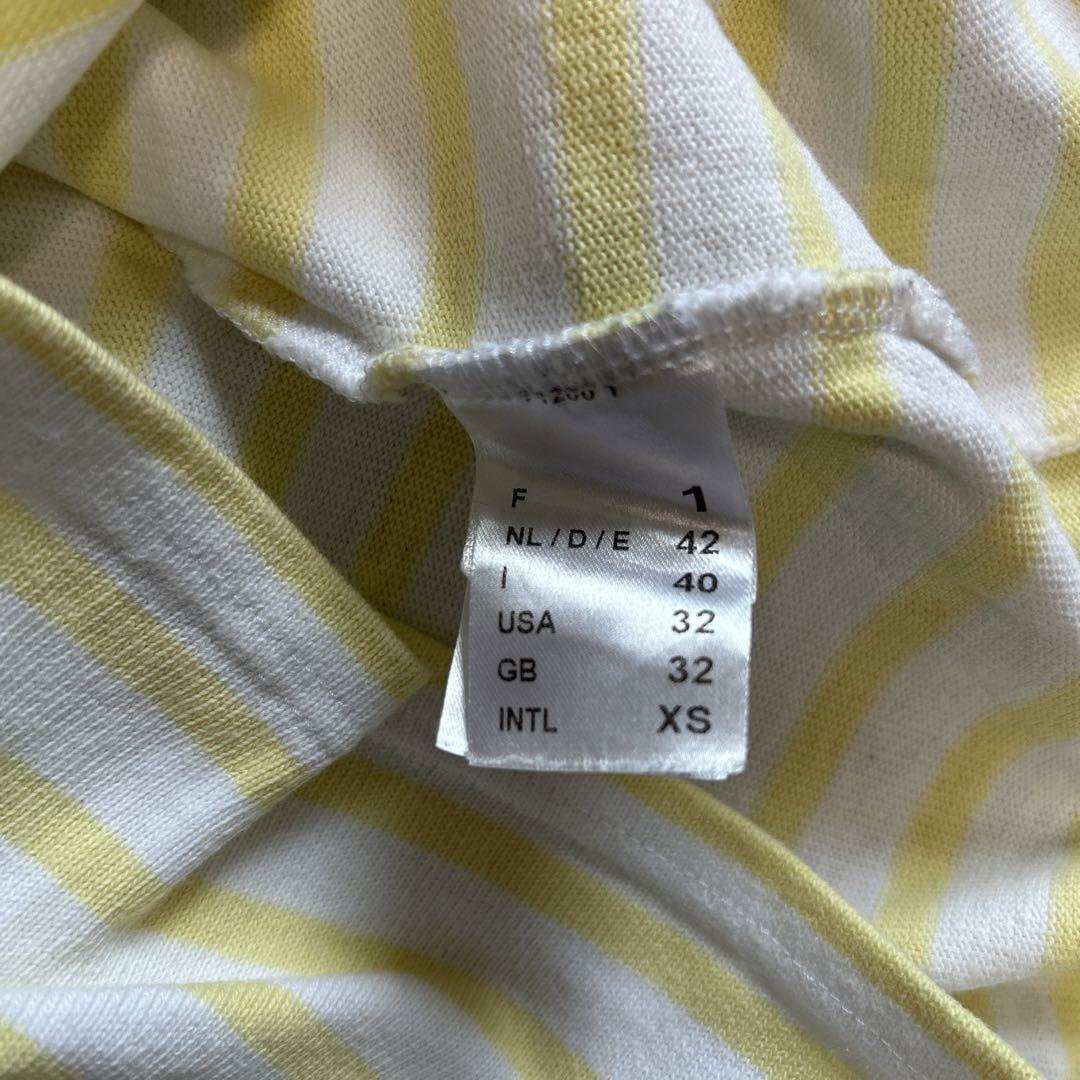 F 1
NL / D / E 42
I 40
USA 32
GB 32
INTL XS